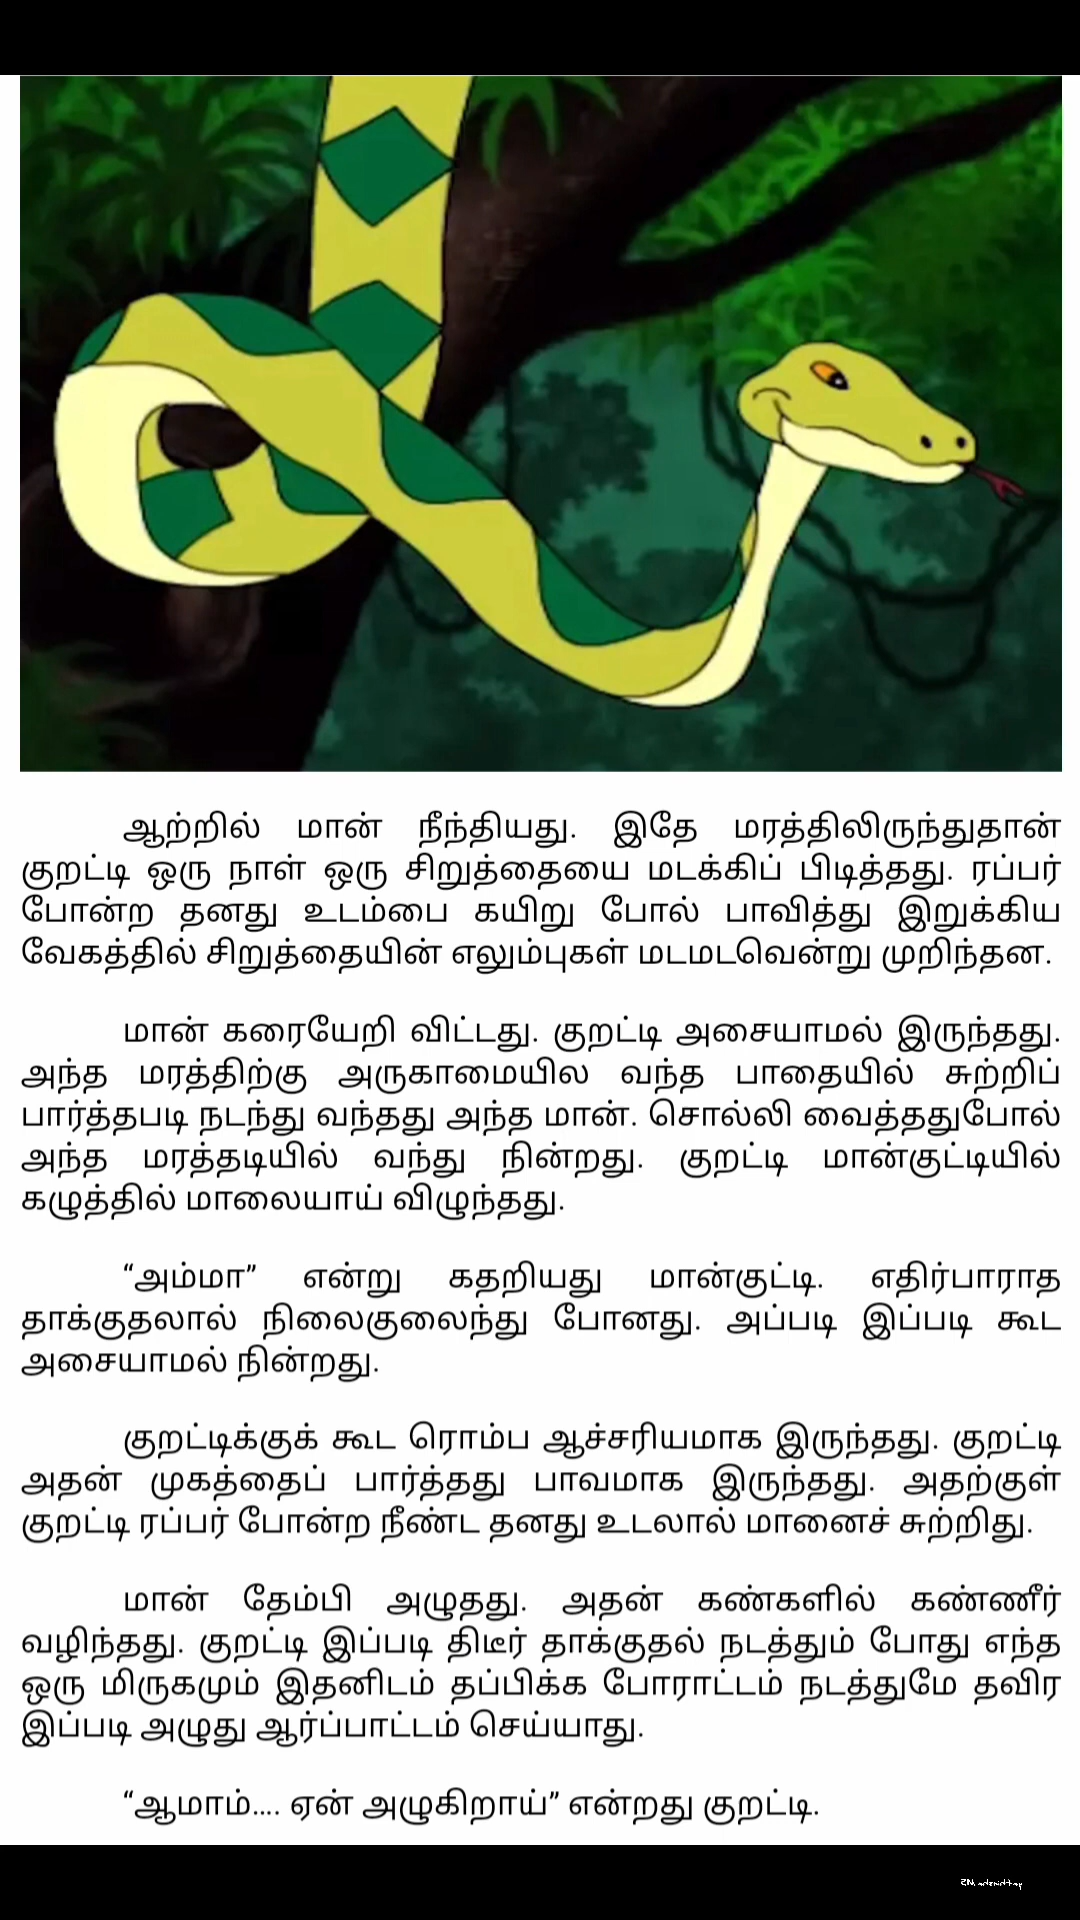 ஆற்றில் மான் நீந்தியது. இதே மரத்திலிருந்துதான்
குறட்டி ஒரு நாள் ஒரு சிறுத்தையை மடக்கிப் பிடித்தது. ரப்பர்
போன்ற தனது உடம்பை கயிறு போல் பாவித்து இறுக்கிய
வேகத்தில் சிறுத்தையின் எலும்புகள் மடமடவென்று முறிந்தன.
மான் கரையேறி விட்டது. குறட்டி அசையாமல் இருந்தது.
அந்த மரத்திற்கு அருகாமையில வந்த பாதையில் சுற்றிப்
பார்த்தபடி நடந்து வந்தது அந்த மான். சொல்லி வைத்ததுபோல்
அந்த மரத்தடியில் வந்து நின்றது. குறட்டி மான்குட்டியில்
கழுத்தில் மாலையாய் விழுந்தது.
“அம்மா” என்று கதறியது மான்குட்டி. எதிர்பாராத
தாக்குதலால் நிலைகுலைந்து போனது. அப்படி இப்படி கூட
அசையாமல் நின்றது.
குறட்டிக்குக் கூட ரொம்ப ஆச்சரியமாக இருந்தது. குறட்டி
அதன் முகத்தைப் பார்த்தது பாவமாக இருந்தது. அதற்குள்
குறட்டி ரப்பர் போன்ற நீண்ட தனது உடலால் மானைச் சுற்றிது.
மான் தேம்பி அழுதது. அதன் கண்களில் கண்ணீர்
வழிந்தது. குறட்டி இப்படி திடீர் தாக்குதல் நடத்தும் போது எந்த
ஒரு மிருகமும் இதனிடம் தப்பிக்க போராட்டம் நடத்துமே தவிர
இப்படி அழுது ஆர்ப்பாட்டம் செய்யாது.
“ஆமாம்.... ஏன் அழுகிறாய்” என்றது குறட்டி.